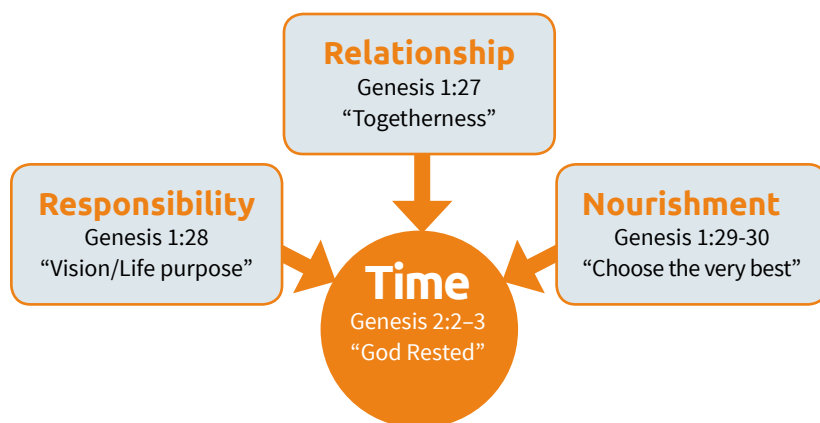 Relationship
Genesis 1:27
“Togetherness”
Responsibility
Genesis 1:28
“Vision/Life purpose”
Nourishment
Genesis 1:29-30
“Choose the very best”
Time
Genesis 2:2–3
“God Rested”